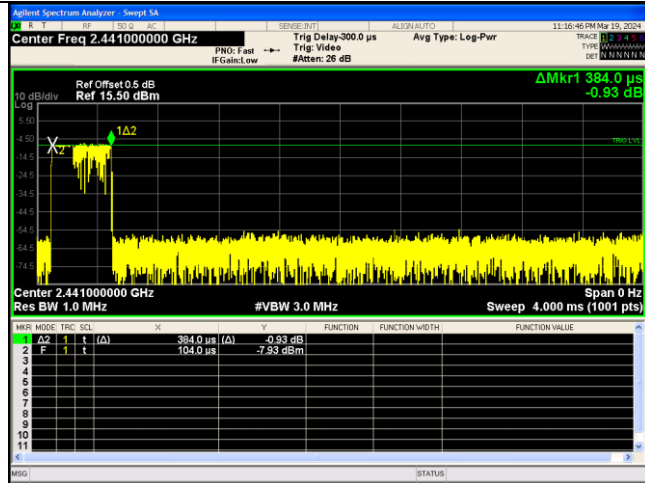 Agilent Spectrum Analyzer - Swept SA
R T RF 50 Ω AC SENSE:INT ALIGN AUTO 11:16:46 PM Mar 19, 2024
Center Freq 2.441000000 GHz Trig Delay-300.0 µs Avg Type: Log-Pwr TRACE 1 2 3 4 5 6
PNO: Fast Trig: Video TYPE WWWWWW
IFGain:Low #Atten: 26 dB DET N N N N N N
ΔMkr1 384.0 µs
-0.93 dB
Ref Offset 0.5 dB
10 dB/div Ref 15.50 dBm
Log
5.50
1Δ2
-4.50
X2
TRIG LVL
-14.5
-24.5
-34.5
-44.5
-54.5
-64.5
-74.5
Center 2.441000000 GHz Span 0 Hz
Res BW 1.0 MHz #VBW 3.0 MHz Sweep 4.000 ms (1001 pts)
MKR MODE TRC SCL X Y FUNCTION FUNCTION WIDTH FUNCTION VALUE
1 Δ2 1 t (Δ) 384.0 µs (Δ) -0.93 dB
2 F 1 t 104.0 µs -7.93 dBm
3
4
5
6
7
8
9
10
11
MSG STATUS